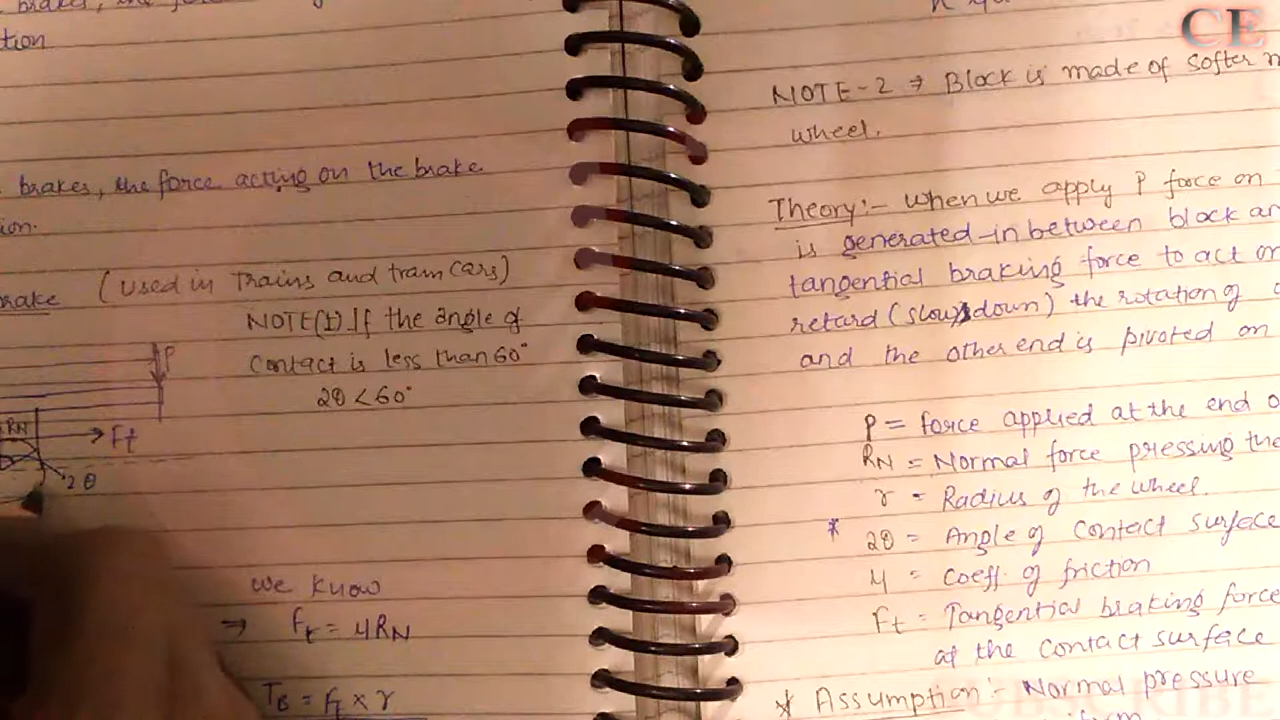 tion
brakes, the force acting on the brake.
ion.
rake (used in Trains and tram cars)
NOTE(1) If the angle of
contact is less than 60°
2θ < 60°
P
RN
Ft
2θ
we know
⇒ Ft = μRN
TB = Ft × r
CE
NOTE-2 ⇒ Block is made of softer
wheel.
Theory:- When we apply P force on
is generated in between block an
tangential braking force to act on
retard (slow down) the rotation of
and the other end is pivoted on
P = force applied at the end o
RN = Normal force pressing the
r = Radius of the wheel.
* 2θ = Angle of contact surface
μ = coeff. of friction
Ft = Tangential braking force
at the contact surface
* Assumption:- Normal pressure
SUBSCRIBE